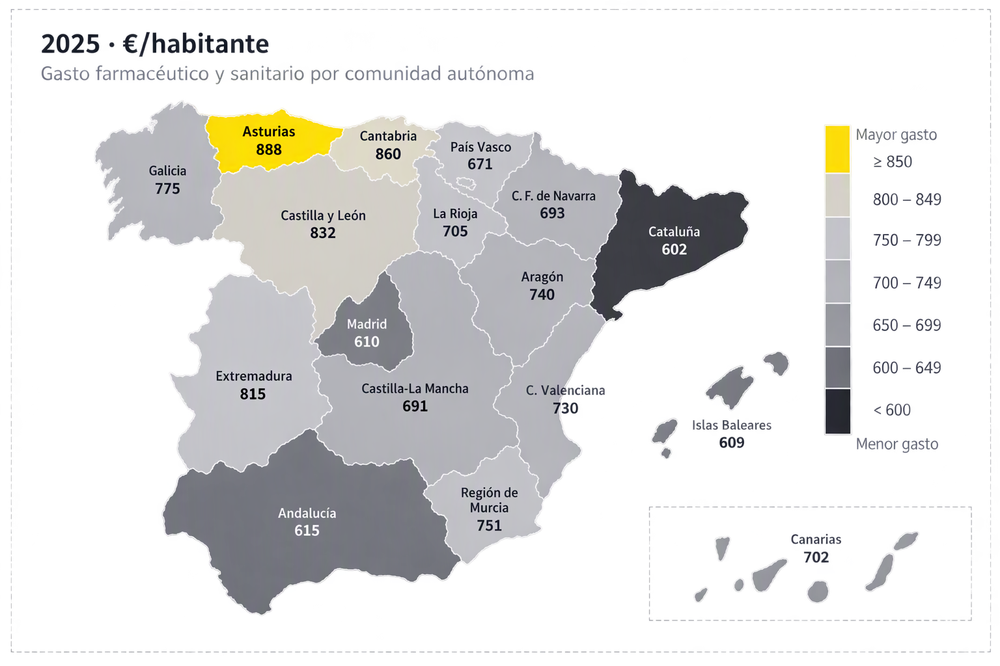 2025 · €/habitante
Gasto farmacéutico y sanitario por comunidad autónoma
Asturias
888
Cantabria
860
País Vasco
671
Galicia
775
C. F. de Navarra
693
Castilla y León
832
La Rioja
705
Cataluña
602
Aragón
740
Madrid
610
Extremadura
815
Castilla-La Mancha
691
C. Valenciana
730
Islas Baleares
609
Región de
Murcia
751
Andalucía
615
Canarias
702
Mayor gasto
≥ 850
800 – 849
750 – 799
700 – 749
650 – 699
600 – 649
< 600
Menor gasto